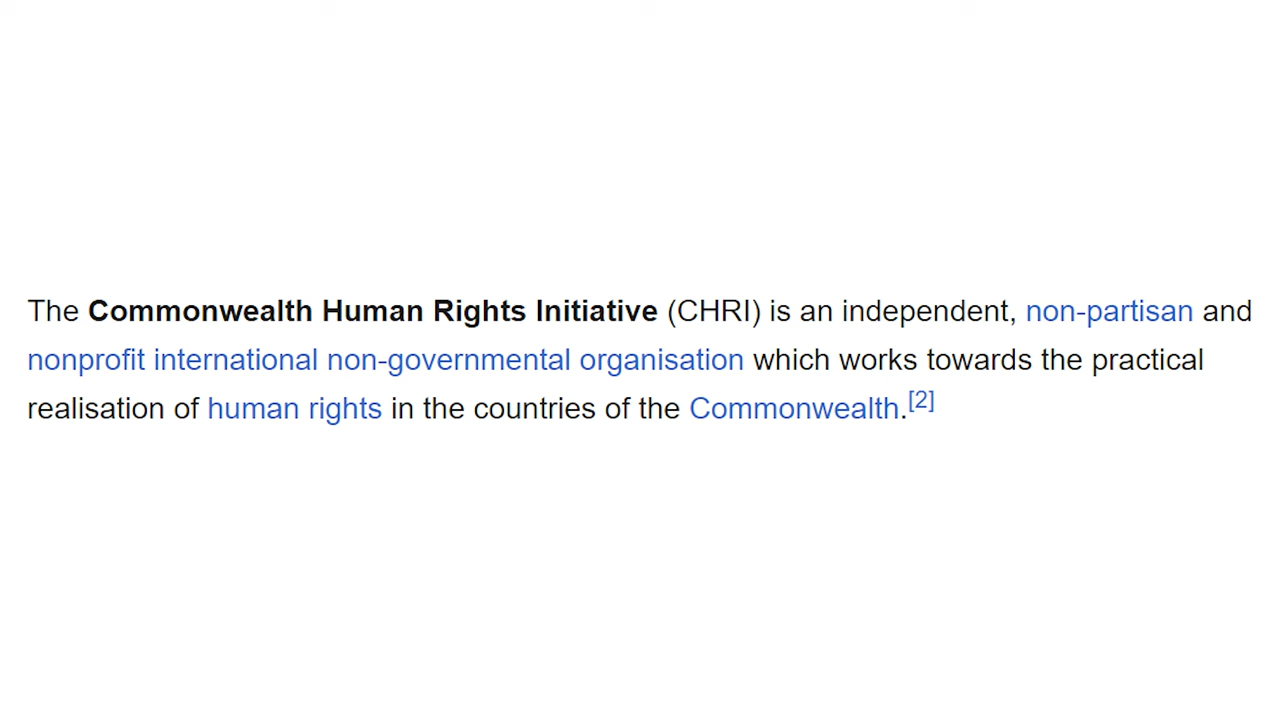 The Commonwealth Human Rights Initiative (CHRI) is an independent, non-partisan and
nonprofit international non-governmental organisation which works towards the practical
realisation of human rights in the countries of the Commonwealth.[2]